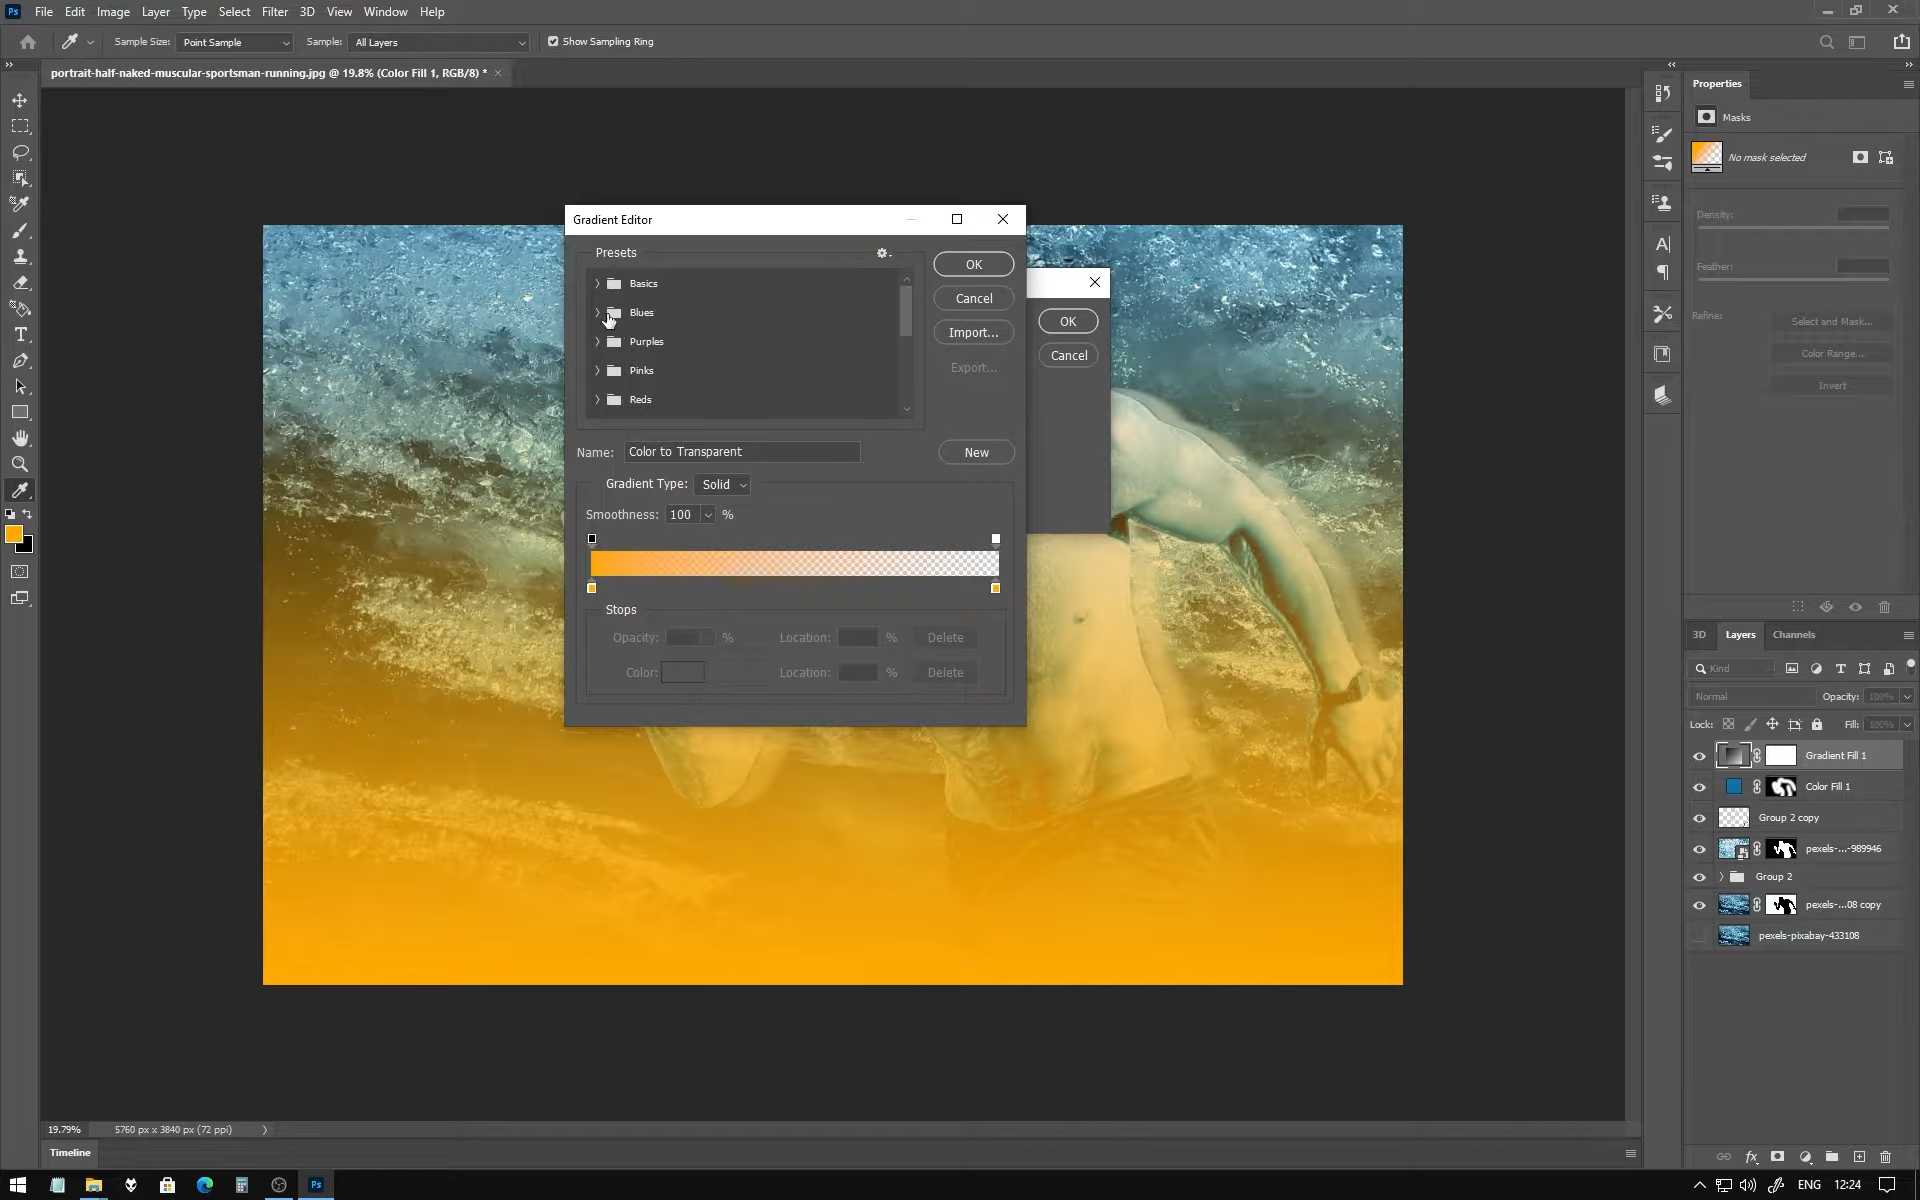 Ps File Edit Image Layer Type Select Filter 3D View Window Help
Sample Size: Point Sample Sample: All Layers Show Sampling Ring
portrait-half-naked-muscular-sportsman-running.jpg @ 19.8% (Color Fill 1, RGB/8) *
Properties
Masks
No mask selected
Density:
Feather:
Refine:
Select and Mask...
Color Range...
Invert
Gradient Editor
Presets
Basics
Blues
Purples
Pinks
Reds
OK
Cancel
Import...
Export...
OK
Cancel
Name: Color to Transparent
New
Gradient Type: Solid
Smoothness: 100 %
Stops
Opacity: % Location: % Delete
Color: Location: % Delete
3D Layers Channels
Kind
Normal Opacity: 100%
Lock: Fill: 100%
Gradient Fill 1
Color Fill 1
Group 2 copy
pexels-...-989946
Group 2
pexels-...08 copy
pexels-pixabay-433108
19.79% 5760 px x 3840 px (72 ppi)
Timeline
Ps
ENG 12:24